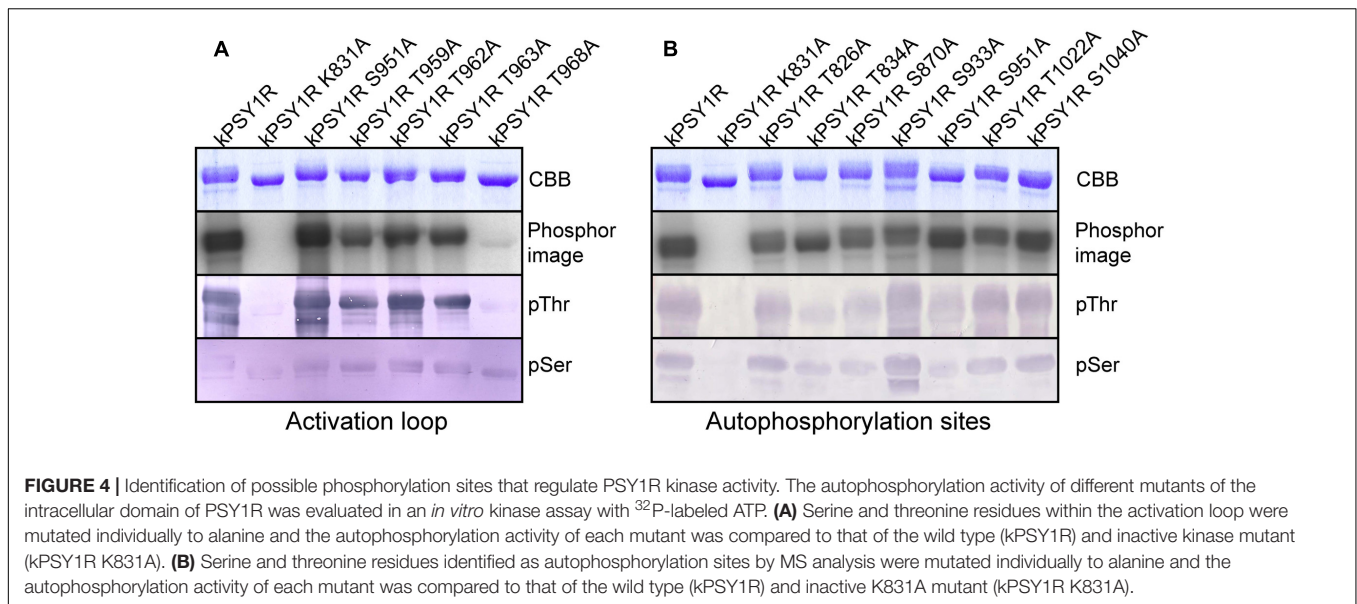 A
B
kPSY1R
kPSY1R K831A
kPSY1R S951A
kPSY1R T959A
kPSY1R T962A
kPSY1R T963A
kPSY1R T968A
kPSY1R
kPSY1R K831A
kPSY1R T826A
kPSY1R T834A
kPSY1R S870A
kPSY1R S933A
kPSY1R S951A
kPSY1R T1022A
kPSY1R S1040A
CBB
Phosphor
image
pThr
pSer
CBB
Phosphor
image
pThr
pSer
Activation loop
Autophosphorylation sites
FIGURE 4 | Identification of possible phosphorylation sites that regulate PSY1R kinase activity. The autophosphorylation activity of different mutants of the
intracellular domain of PSY1R was evaluated in an in vitro kinase assay with ³²P-labeled ATP. (A) Serine and threonine residues within the activation loop were
mutated individually to alanine and the autophosphorylation activity of each mutant was compared to that of the wild type (kPSY1R) and inactive kinase mutant
(kPSY1R K831A). (B) Serine and threonine residues identified as autophosphorylation sites by MS analysis were mutated individually to alanine and the
autophosphorylation activity of each mutant was compared to that of the wild type (kPSY1R) and inactive K831A mutant (kPSY1R K831A).